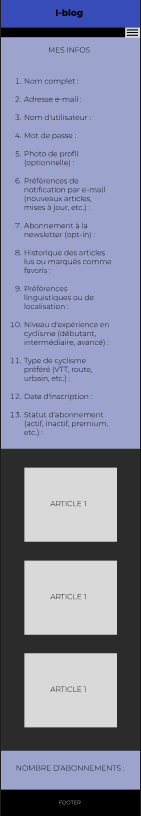 I-blog
MES INFOS
1. Nom complet :
2. Adresse e-mail :
3. Nom d'utilisateur :
4. Mot de passe :
5. Photo de profil
(optionnelle) :
6. Préférences de
notification par e-mail
(nouveaux articles,
mises à jour, etc.) :
7. Abonnement à la
newsletter (opt-in) :
8. Historique des articles
lus ou marqués comme
favoris :
9. Préférences
linguistiques ou de
localisation :
10. Niveau d'expérience en
cyclisme (débutant,
intermédiaire, avancé) :
11. Type de cyclisme
préféré (VTT, route,
urbain, etc.) :
12. Date d'inscription :
13. Statut d'abonnement
(actif, inactif, premium,
etc.) :
ARTICLE 1
ARTICLE 1
ARTICLE 1
NOMBRE D'ABONNEMENTS :
FOOTER